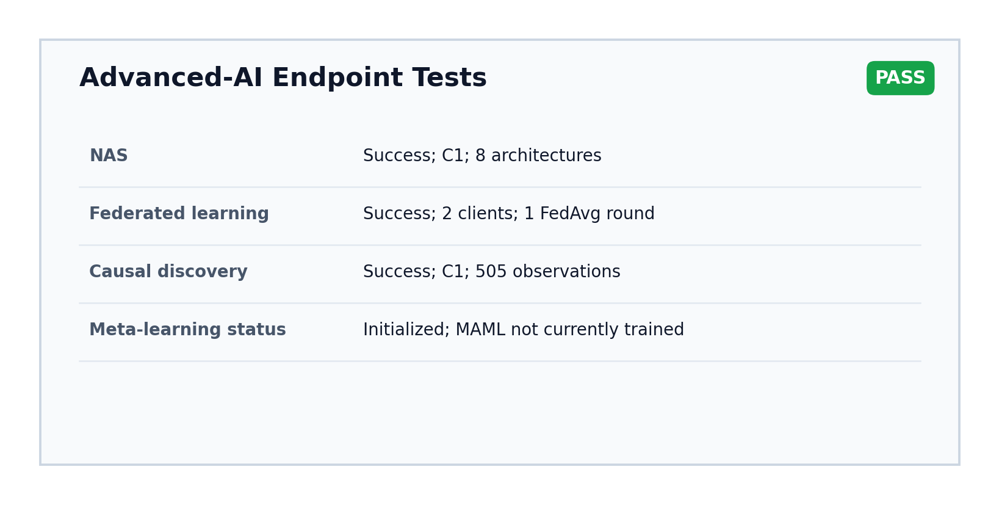 Advanced-AI Endpoint Tests
PASS
NAS Success; C1; 8 architectures
Federated learning Success; 2 clients; 1 FedAvg round
Causal discovery Success; C1; 505 observations
Meta-learning status Initialized; MAML not currently trained